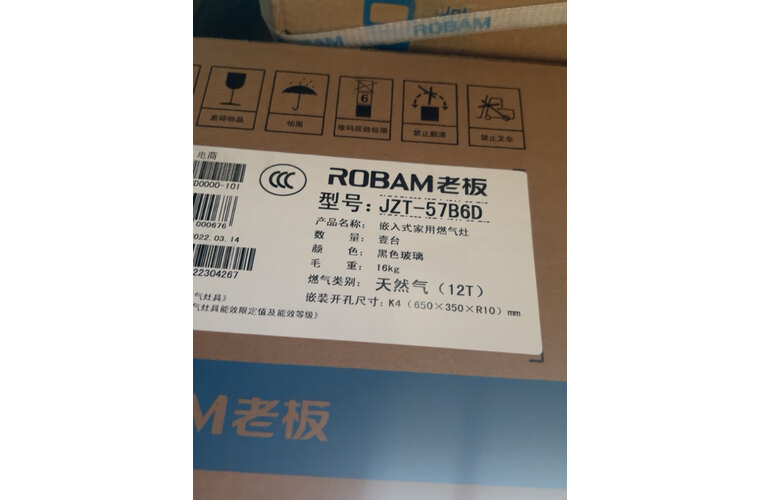 ROBAM
6
易碎物品
怕雨
堆码层数极限
禁止翻滚
禁止叉车
电商
CCC
ROBAM老板
型号: JZT-57B6D
00000-101
产品名称: 嵌入式家用燃气灶
000676
数 量: 壹台
022.03.14
颜 色: 黑色玻璃
毛 重: 16kg
22304267
燃气类别: 天然气(12T)
气灶具》
嵌装开孔尺寸: K4(650×350×R10)mm
气灶具能效限定值及能效等级》
M老板